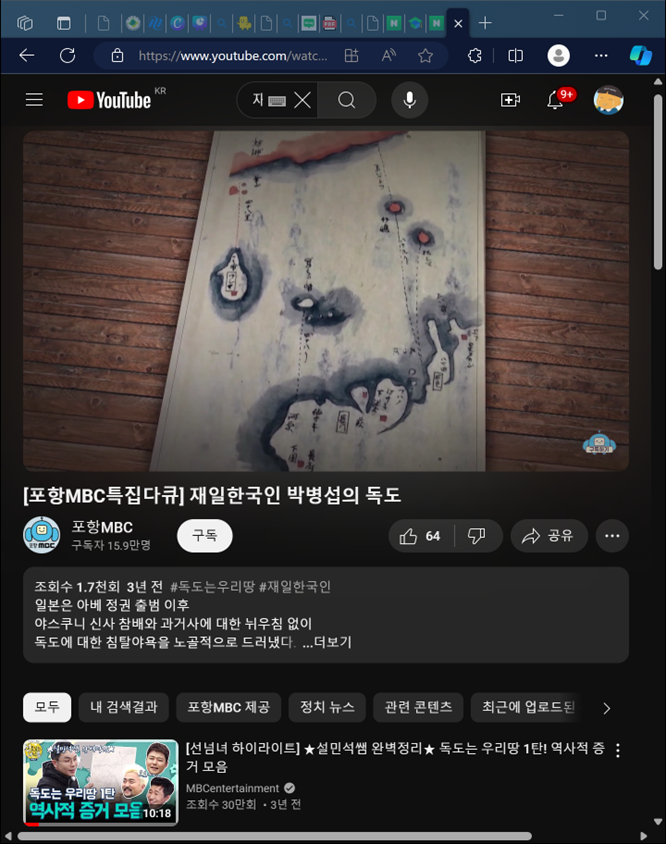 https://www.youtube.com/watc...
YouTube KR
지
9+
[포항MBC특집다큐] 재일한국인 박병섭의 독도
포항MBC
구독자 15.9만명
구독
64
공유
조회수 1.7천회 3년 전 #독도는우리땅 #재일한국인
일본은 아베 정권 출범 이후
야스쿠니 신사 참배와 과거사에 대한 뉘우침 없이
독도에 대한 침탈야욕을 노골적으로 드러냈다. ...더보기
모두
내 검색결과
포항MBC 제공
정치 뉴스
관련 콘텐츠
최근에 업로드된
독도는 우리땅 1탄
역사적 증거 모음
10:18
[선넘녀 하이라이트] ★설민석쌤 완벽정리★ 독도는 우리땅 1탄! 역사적 증
거 모음
MBCentertainment
조회수 30만회 • 3년 전